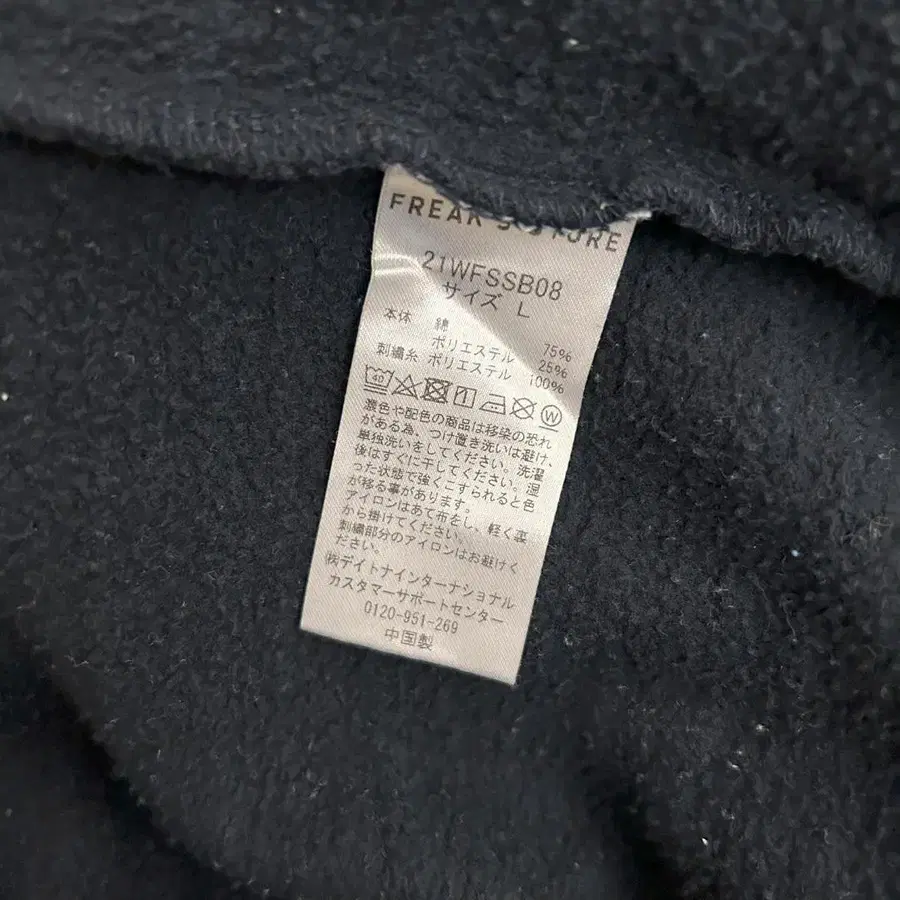 FREAK'S STORE
21WFSSB08
サイズ L
本体 綿 75%
ポリエステル 25%
刺繍糸 ポリエステル 100%
40 W
濃色や配色の商品は移染の恐れ
がある為、つけ置き洗いは避け、
単独洗いをしてください。洗濯
後はすぐに干してください。湿
った状態で強くこすられると色
が移る事があります。
アイロンはあて布をし、軽く裏
から掛けてください。
刺繍部分のアイロンはお避けく
ださい。
㈱デイトナインターナショナル
カスタマーサポートセンター
0120-951-269
中国製